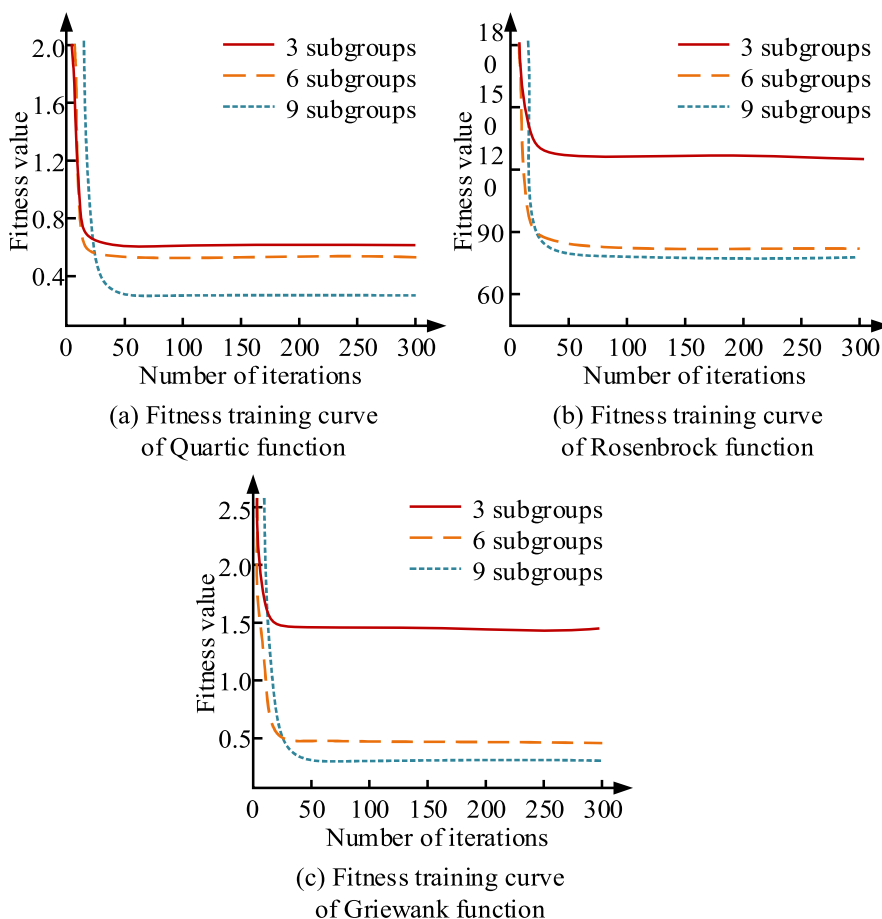 2.0
1.6
1.2
0.8
0.4
Fitness value
3 subgroups
6 subgroups
9 subgroups
0 50 100 150 200 250 300
Number of iterations
(a) Fitness training curve
of Quartic function
18
0
15
0
12
0
90
60
Fitness value
3 subgroups
6 subgroups
9 subgroups
0 50 100 150 200 250 300
Number of iterations
(b) Fitness training curve
of Rosenbrock function
2.5
2.0
1.5
1.0
0.5
Fitness value
3 subgroups
6 subgroups
9 subgroups
0 50 100 150 200 250 300
Number of iterations
(c) Fitness training curve
of Griewank function